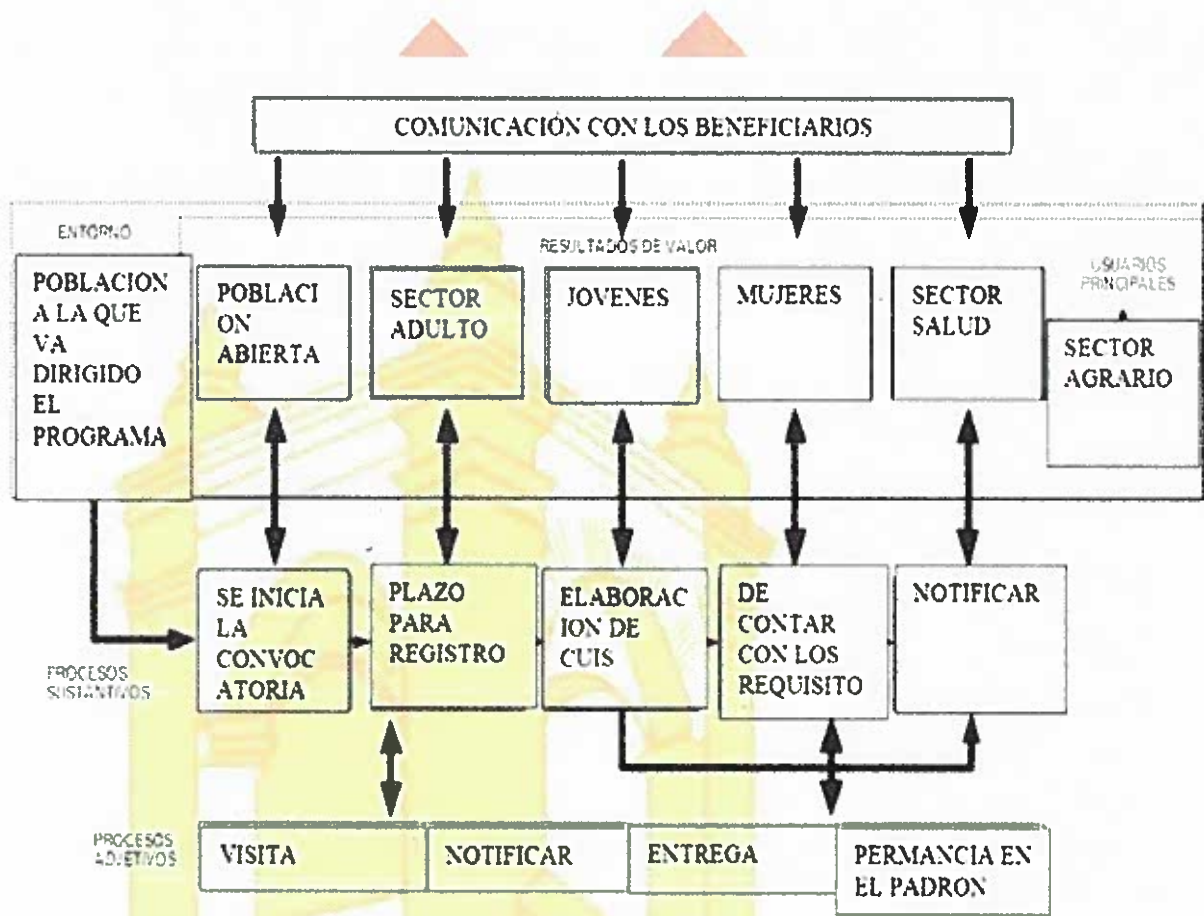 COMUNICACIÓN CON LOS BENEFICIARIOS
ENTORNO
RESULTADOS DE VALOR
USUARIOS
PRINCIPALES
POBLACION
A LA QUE
VA
DIRIGIDO
EL
PROGRAMA
POBLACI
ON
ABIERTA
SECTOR
ADULTO
JOVENES
MUJERES
SECTOR
SALUD
SECTOR
AGRARIO
PROCESOS
SUSTANTIVOS
SE INICIA
LA
CONVOC
ATORIA
PLAZO
PARA
REGISTRO
ELABORAC
ION DE
CUIS
DE
CONTAR
CON LOS
REQUISITO
NOTIFICAR
PROCESOS
ADJETIVOS
VISITA
NOTIFICAR
ENTREGA
PERMANCIA EN
EL PADRON